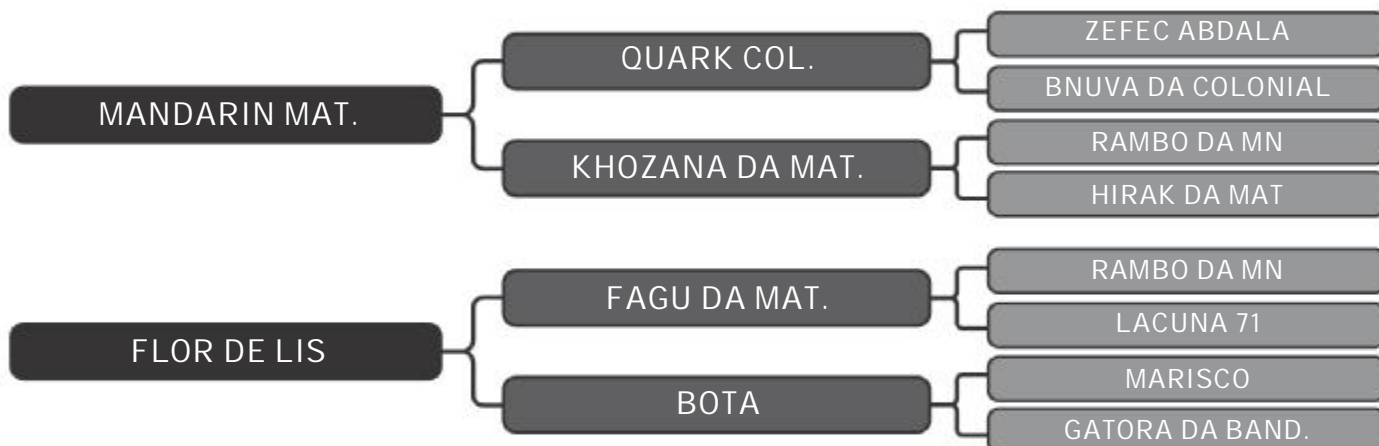 ZEFEC ABDALA
QUARK COL.
BNUVA DA COLONIAL
MANDARIN MAT.
RAMBO DA MN
KHOZANA DA MAT.
HIRAK DA MAT
RAMBO DA MN
FAGU DA MAT.
LACUNA 71
FLOR DE LIS
MARISCO
BOTA
GATORA DA BAND.